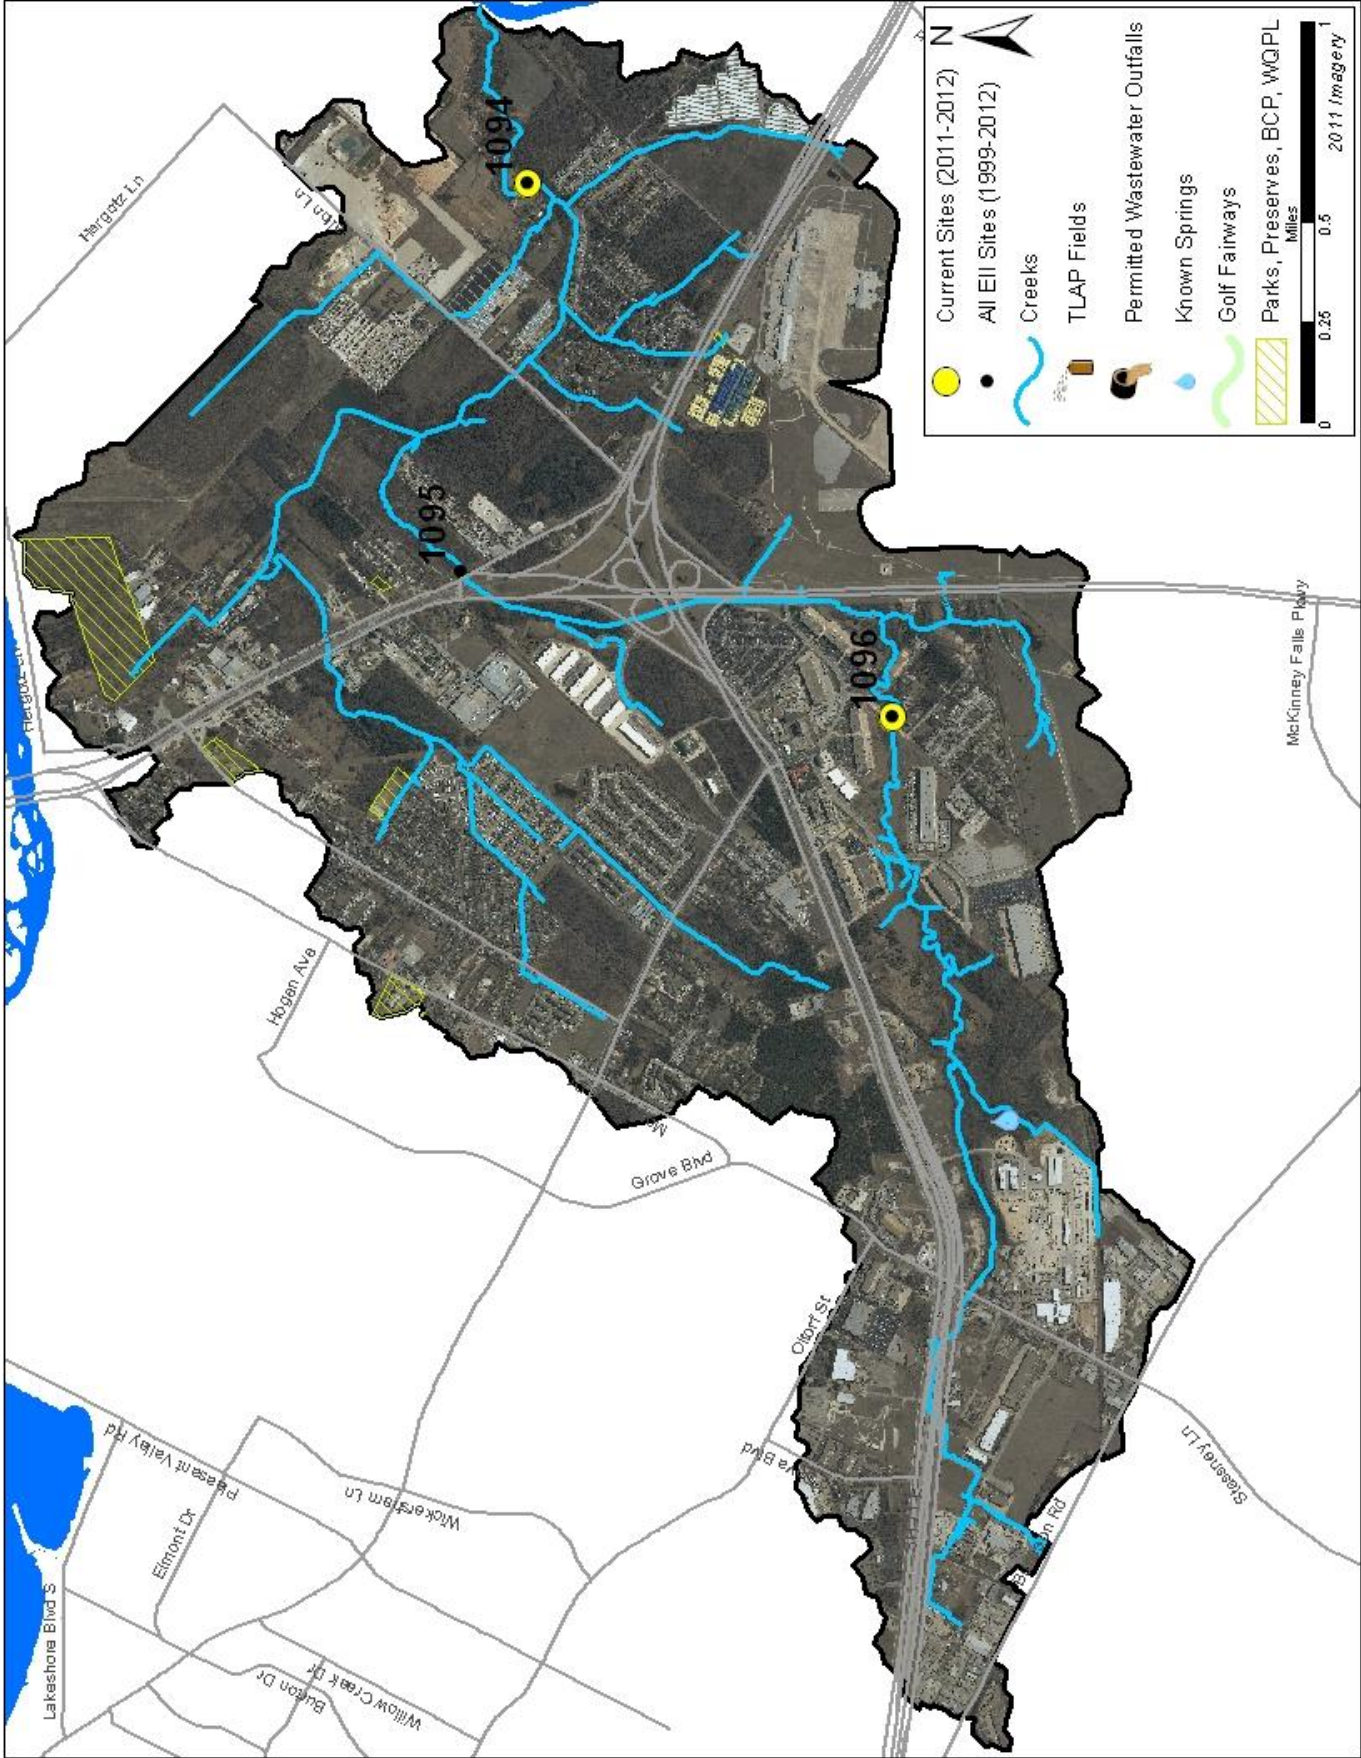 Lakeshore Blvd S
Pleasant Valley Rd
Elmont Dr
Wickersham Ln
Burton Dr
Willow Creek Dr
Oltorf St
Grove Blvd
Hogan Ave
Hergotz Ln
Hergotz Ln
Stassney Ln
McKinney Falls Pkwy
1094
1095
1096
N
Current Sites (2011-2012)
All EII Sites (1999-2012)
Creeks
TLAP Fields
Permitted Wastewater Outfalls
Known Springs
Golf Fairways
Parks, Preserves, BCP, WQPL
Miles
0 0.25 0.5 1
2011 Imagery